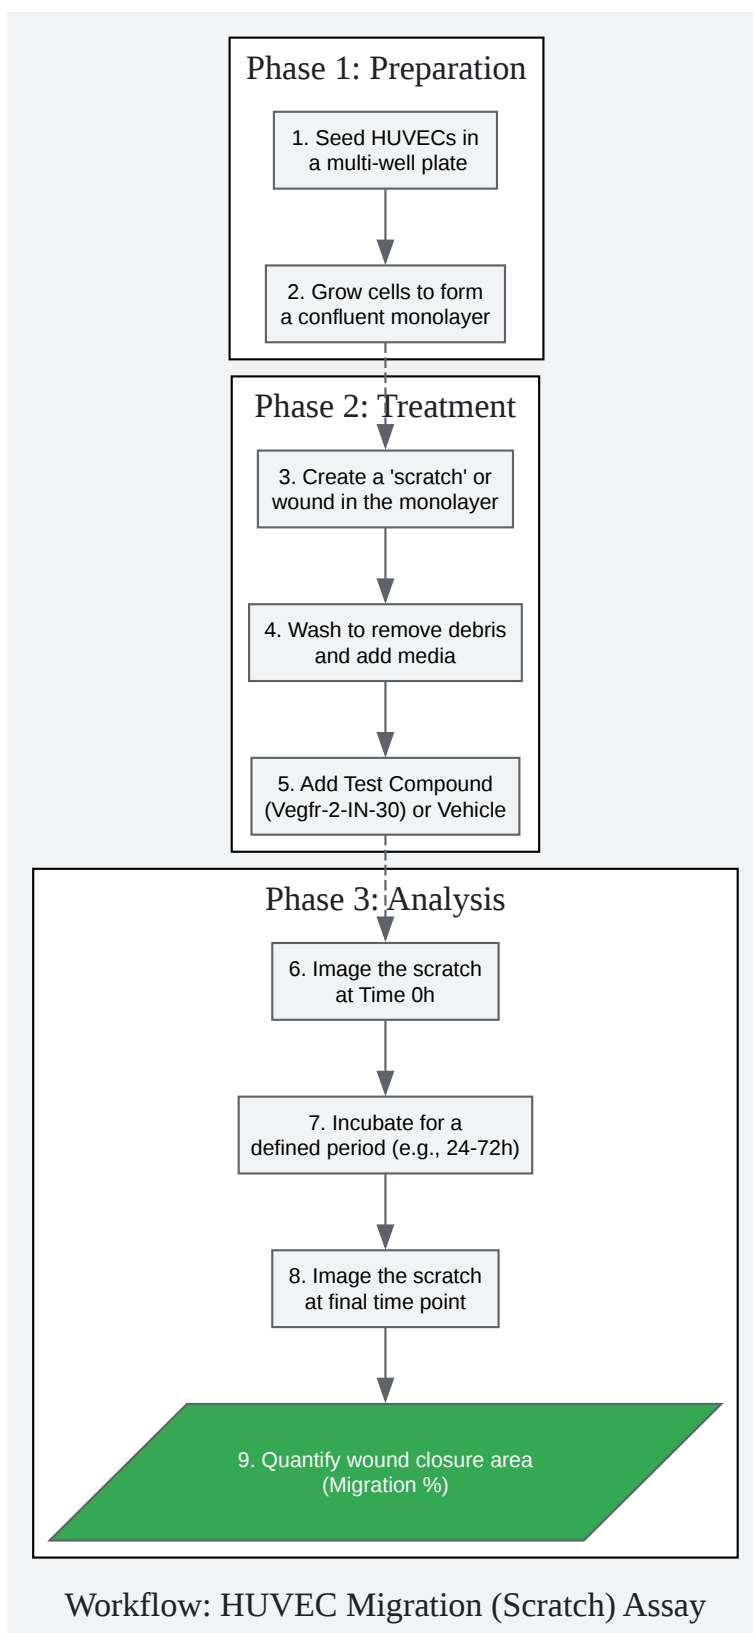 Phase 1: Preparation
1. Seed HUVECs in
a multi-well plate
2. Grow cells to form
a confluent monolayer
Phase 2: Treatment
3. Create a 'scratch' or
wound in the monolayer
4. Wash to remove debris
and add media
5. Add Test Compound
(Vegfr-2-IN-30) or Vehicle
Phase 3: Analysis
6. Image the scratch
at Time 0h
7. Incubate for a
defined period (e.g., 24-72h)
8. Image the scratch
at final time point
9. Quantify wound closure area
(Migration %)
Workflow: HUVEC Migration (Scratch) Assay